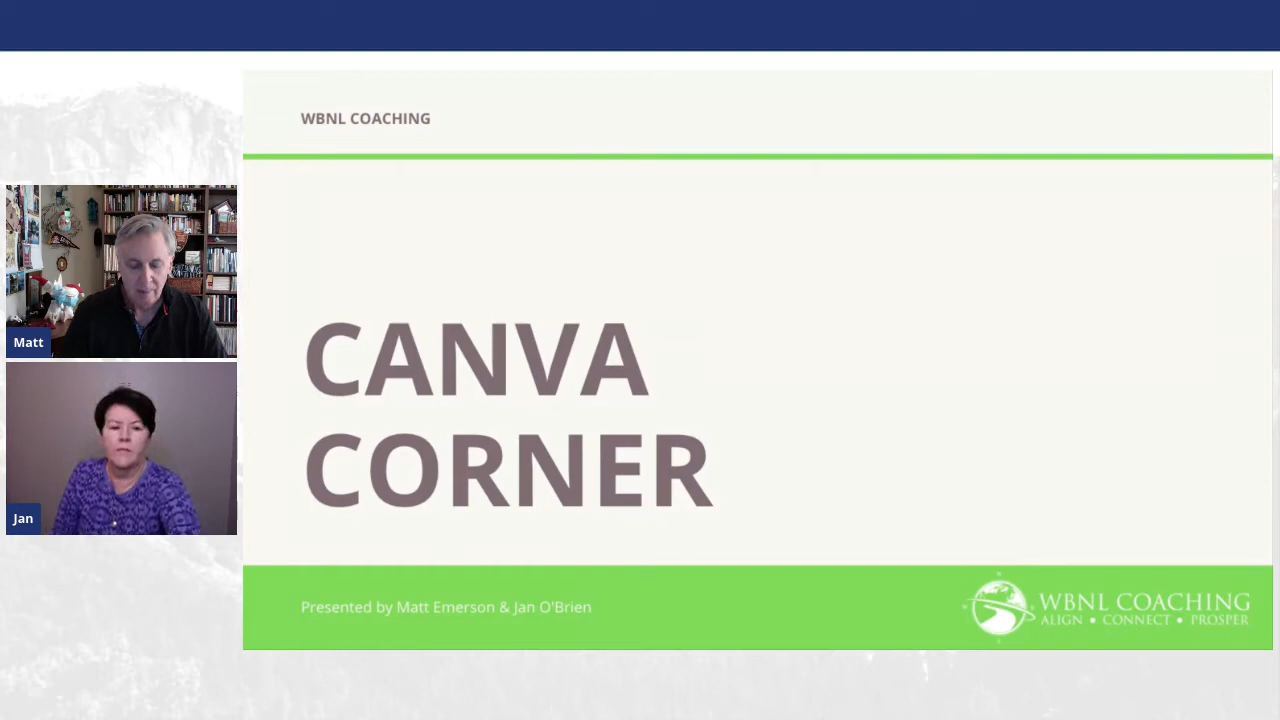 WBNL COACHING
Matt
Jan
CANVA
CORNER
Presented by Matt Emerson & Jan O'Brien
WBNL COACHING
ALIGN • CONNECT • PROSPER